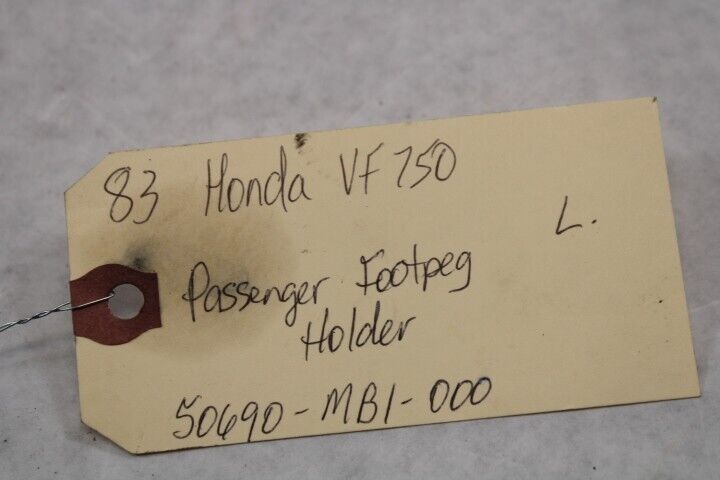 83 Honda VF750
L.
Passenger Footpeg
Holder
50690-MB1-000